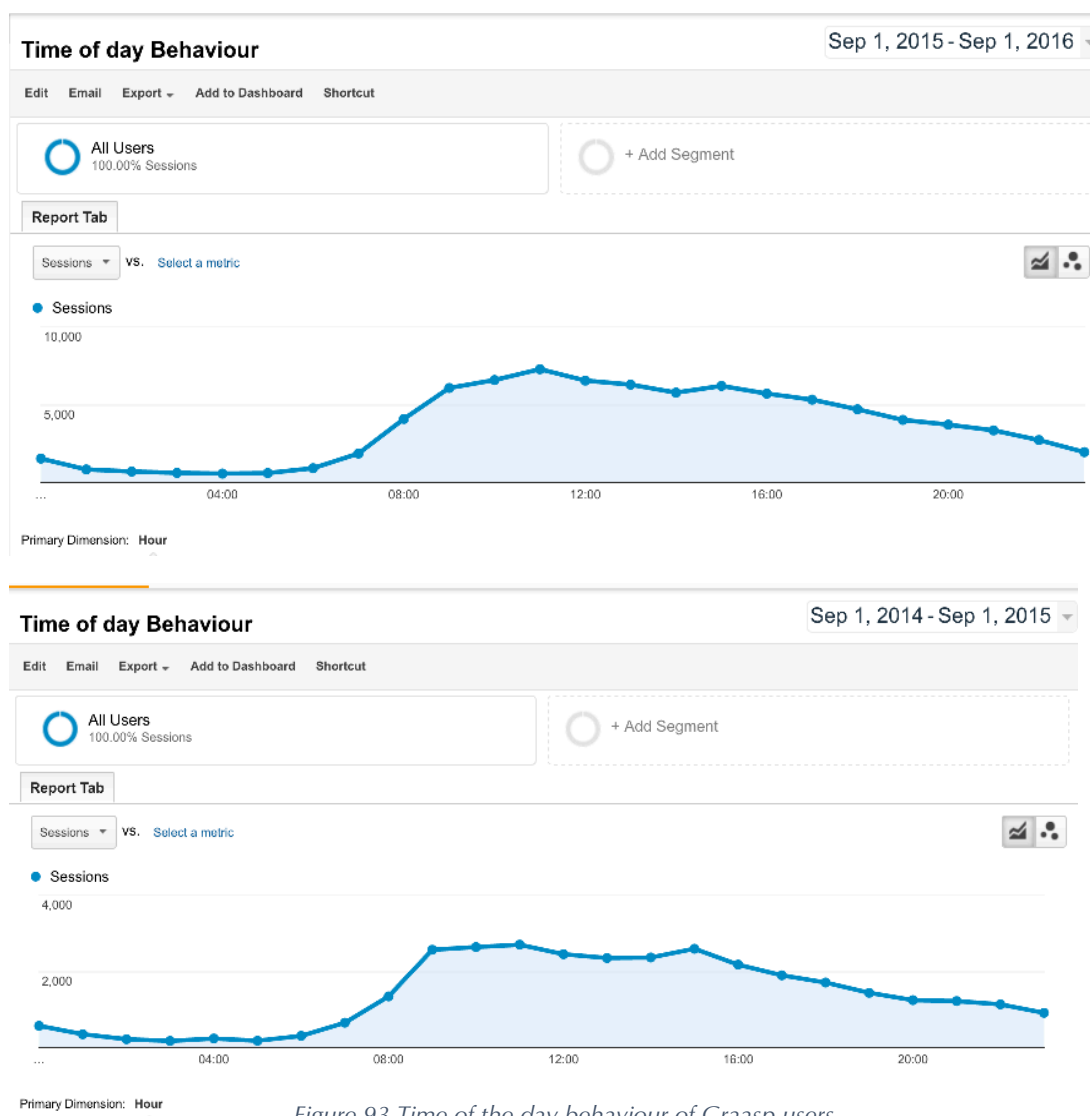 Time of day Behaviour
Sep 1, 2015 - Sep 1, 2016
Edit Email Export Add to Dashboard Shortcut
All Users
100.00% Sessions
+ Add Segment
Report Tab
Sessions VS. Select a metric
Sessions
10,000
5,000
... 04:00 08:00 12:00 16:00 20:00
Primary Dimension: Hour
Time of day Behaviour
Sep 1, 2014 - Sep 1, 2015
Edit Email Export Add to Dashboard Shortcut
All Users
100.00% Sessions
+ Add Segment
Report Tab
Sessions VS. Select a metric
Sessions
4,000
2,000
... 04:00 08:00 12:00 16:00 20:00
Primary Dimension: Hour
Figure 93 Time of the day behaviour of Graasp users